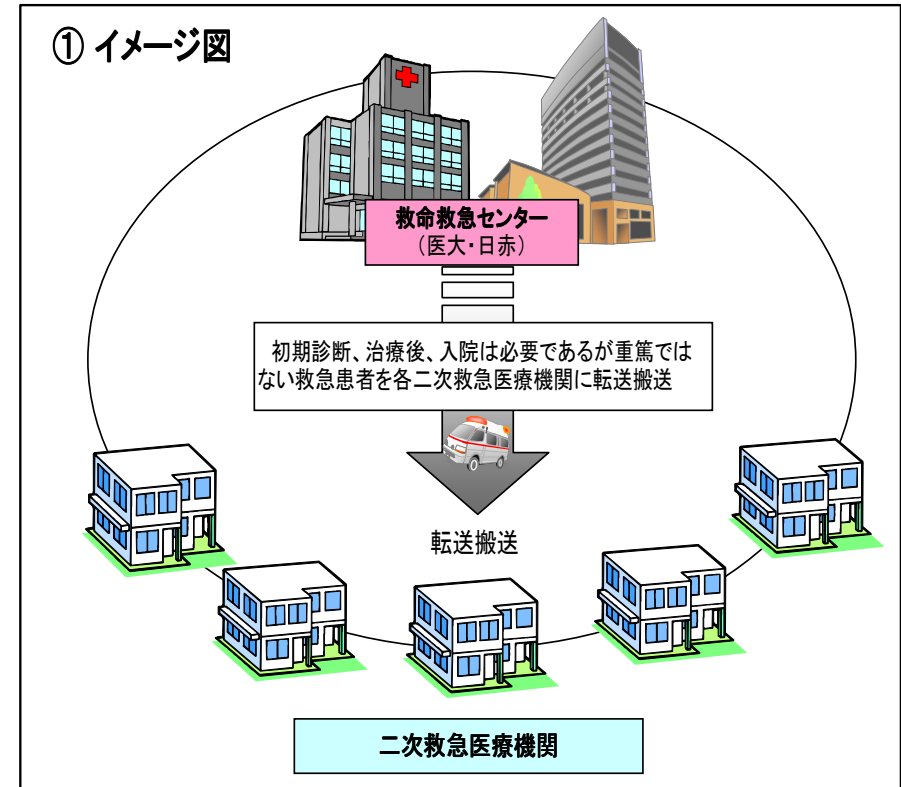 ① イメージ図
救命救急センター
（医大・日赤）
初期診断、治療後、入院は必要であるが重篤では
ない救急患者を各二次救急医療機関に転送搬送
転送搬送
二次救急医療機関